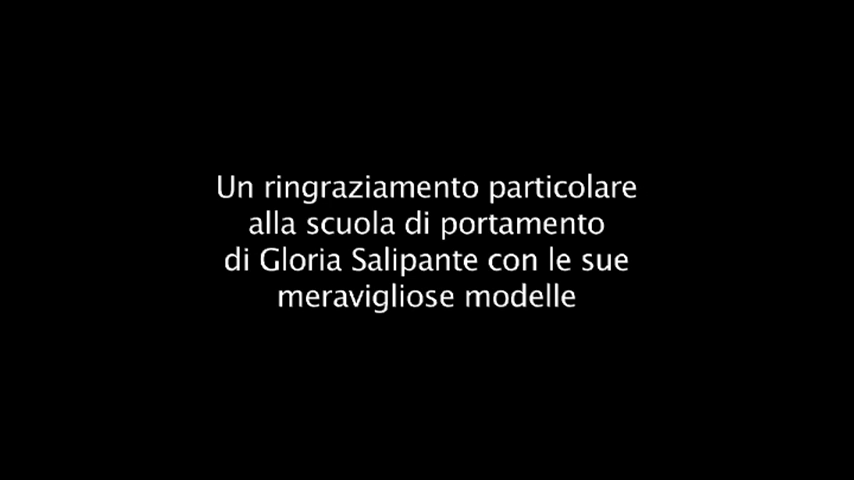 Un ringraziamento particolare
alla scuola di portamento
di Gloria Salipante con le sue
meravigliose modelle